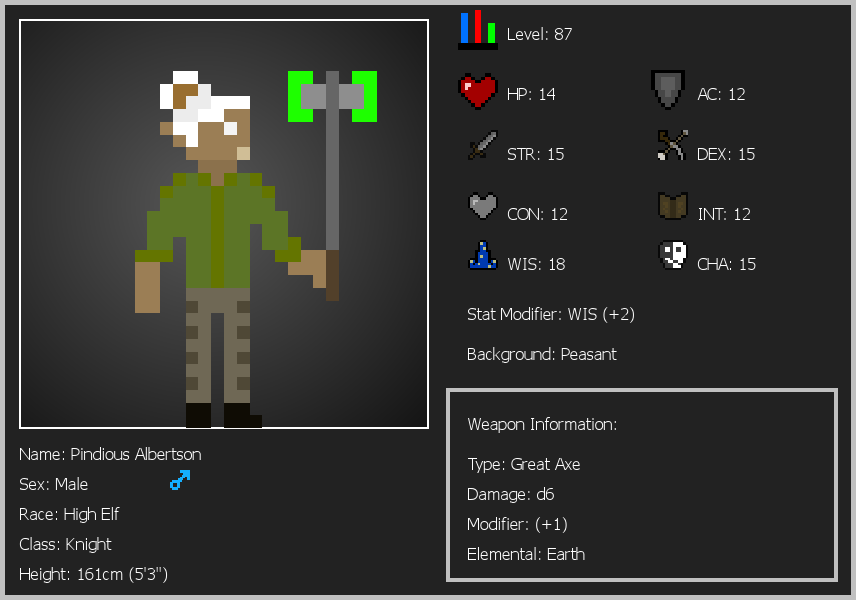 Level: 87
HP: 14
AC: 12
STR: 15
DEX: 15
CON: 12
INT: 12
WIS: 18
CHA: 15
Stat Modifier: WIS (+2)
Background: Peasant
Weapon Information:
Type: Great Axe
Damage: d6
Modifier: (+1)
Elemental: Earth
Name: Pindious Albertson
Sex: Male
Race: High Elf
Class: Knight
Height: 161cm (5'3")